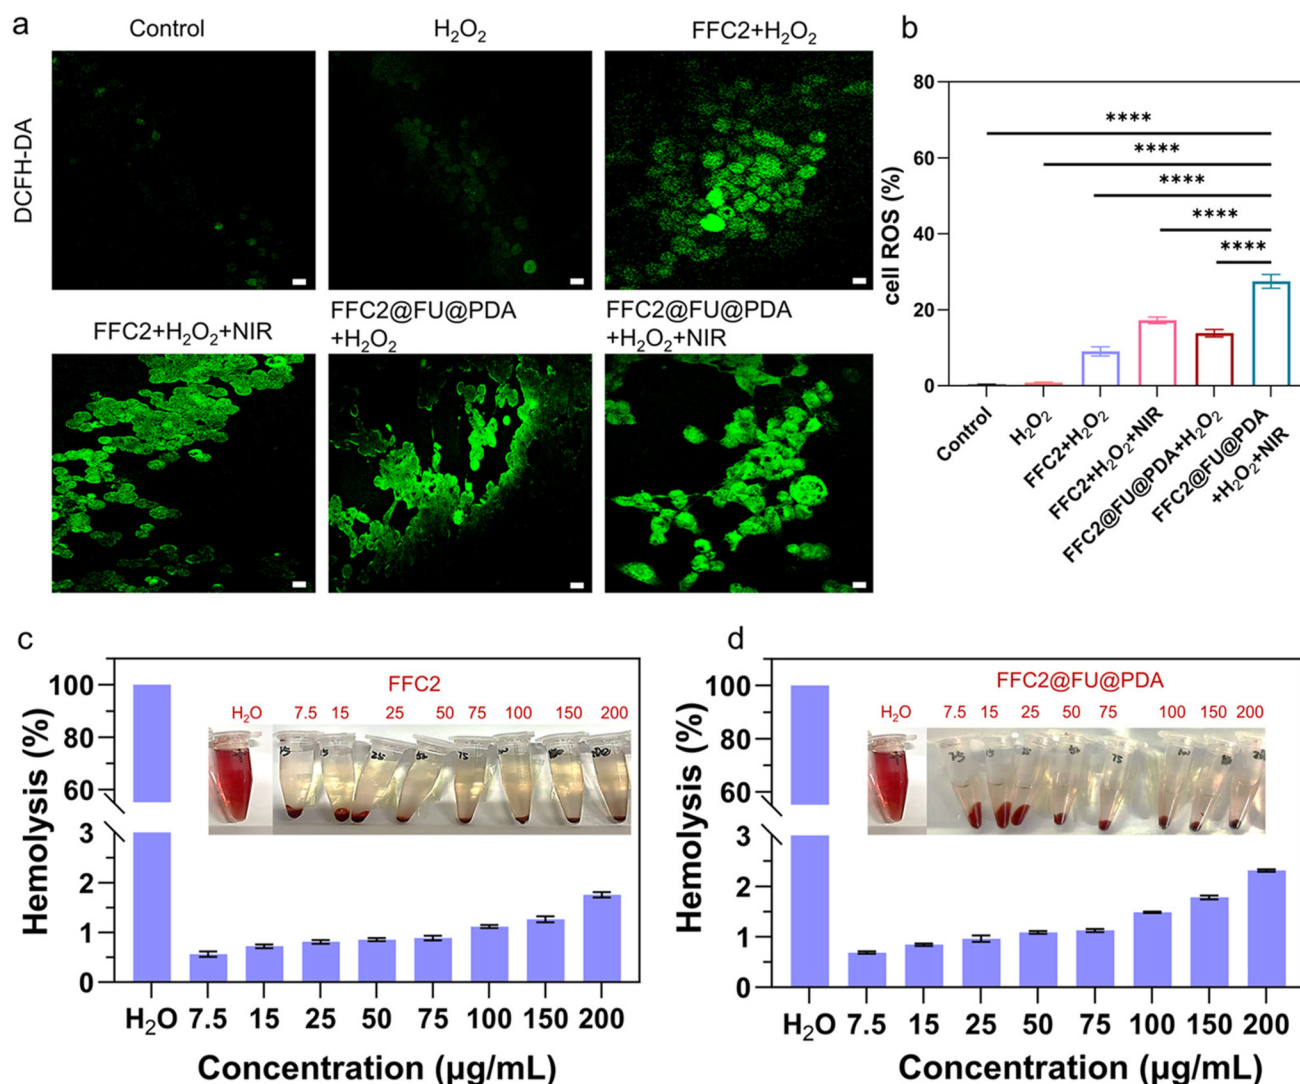 a
Control
H₂O₂
FFC2+H₂O₂
DCFH-DA
FFC2+H₂O₂+NIR
FFC2@FU@PDA
+H₂O₂
FFC2@FU@PDA
+H₂O₂+NIR
b
cell ROS (%)
80
60
40
20
0
****
****
****
****
****
Control
H₂O₂
FFC2+H₂O₂
FFC2+H₂O₂+NIR
FFC2@FU@PDA+H₂O₂
FFC2@FU@PDA
+H₂O₂+NIR
c
Hemolysis (%)
100
80
60
3
2
1
0
FFC2
H₂O 7.5 15 25 50 75 100 150 200
H₂O 7.5 15 25 50 75 100 150 200
Concentration (μg/mL)
d
Hemolysis (%)
100
80
60
3
2
1
0
FFC2@FU@PDA
H₂O 7.5 15 25 50 75 100 150 200
H₂O 7.5 15 25 50 75 100 150 200
Concentration (μg/mL)